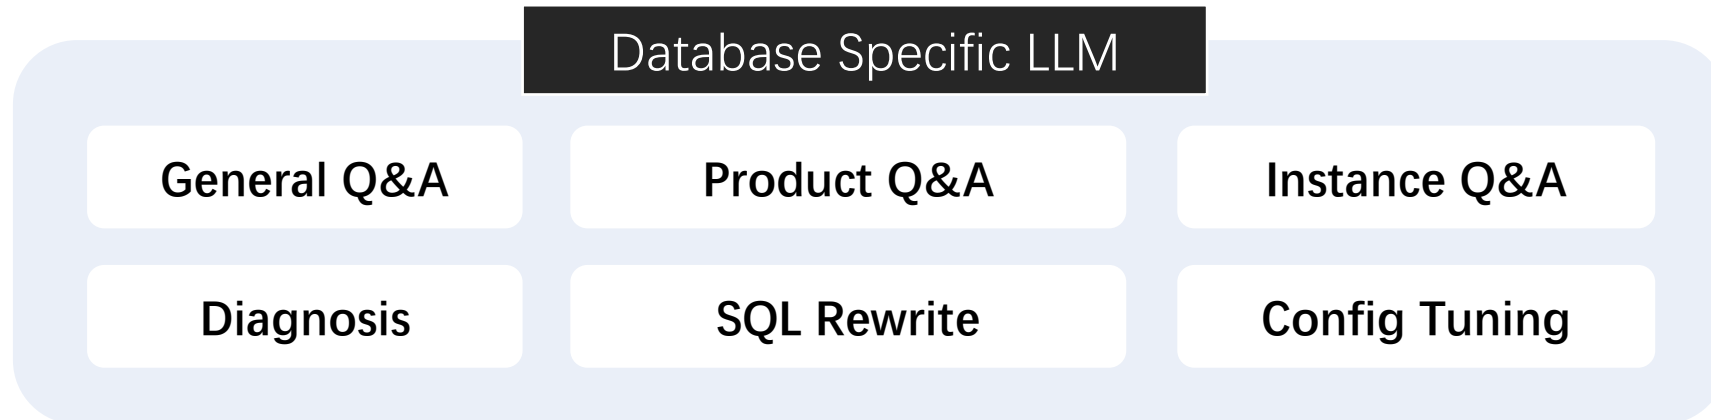 Database Specific LLM
General Q&A
Product Q&A
Instance Q&A
Diagnosis
SQL Rewrite
Config Tuning